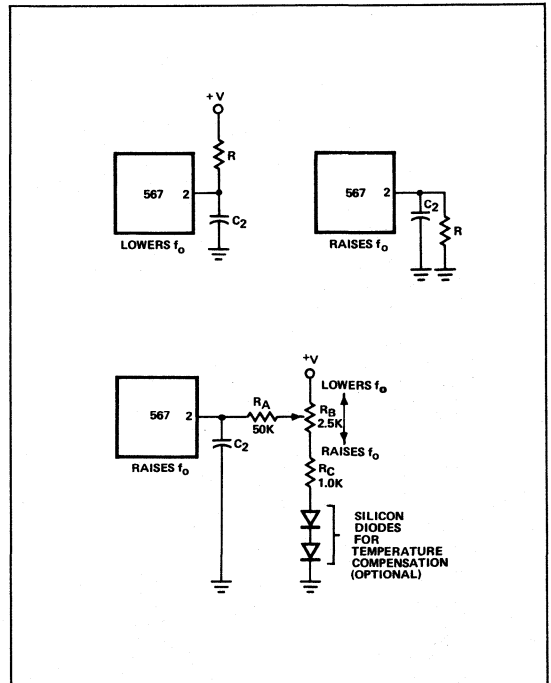 +V
R
567 2
C2
LOWERS fo
567 2
C2
R
RAISES fo
+V
LOWERS fo
RA
50K
RB
2.5K
567 2
C2
RAISES fo
RAISES fo
RC
1.0K
SILICON
DIODES
FOR
TEMPERATURE
COMPENSATION
(OPTIONAL)